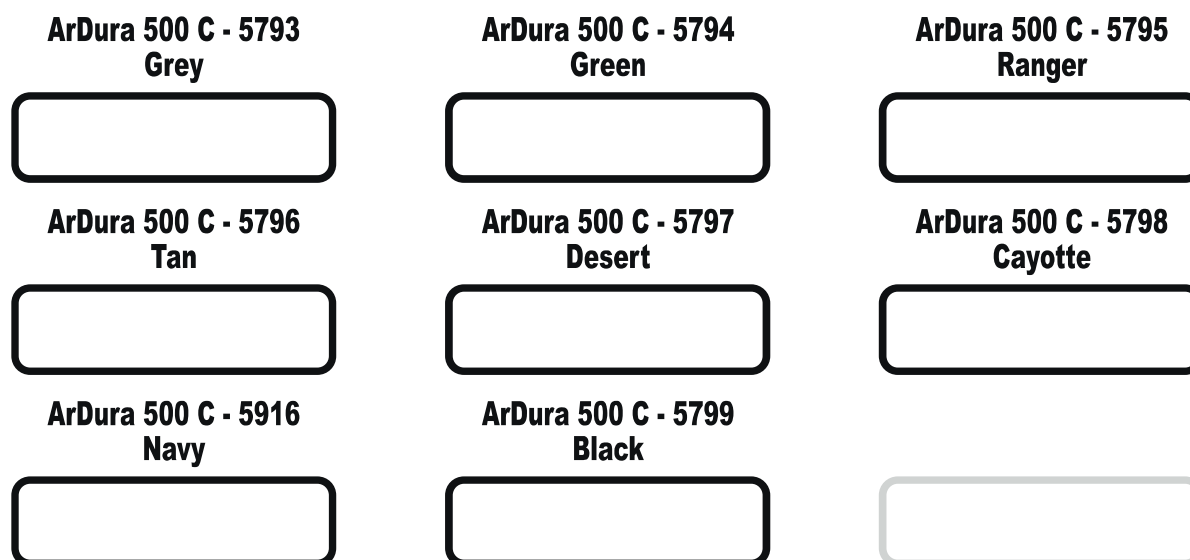 ArDura 500 C - 5793
Grey
ArDura 500 C - 5794
Green
ArDura 500 C - 5795
Ranger
ArDura 500 C - 5796
Tan
ArDura 500 C - 5797
Desert
ArDura 500 C - 5798
Cayotte
ArDura 500 C - 5916
Navy
ArDura 500 C - 5799
Black